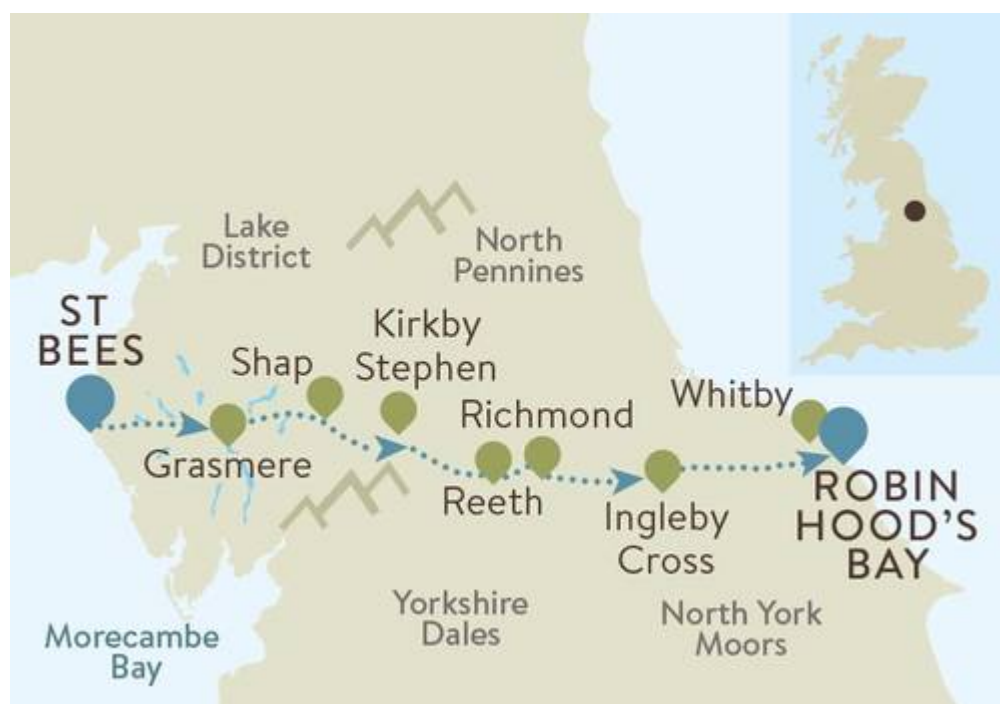 Lake
District
North
Pennines
ST
BEES
Kirkby
Stephen
Shap
Whitby
Richmond
Grasmere
Reeth
ROBIN
HOOD'S
BAY
Ingleby
Cross
Yorkshire
Dales
North York
Moors
Morecambe
Bay